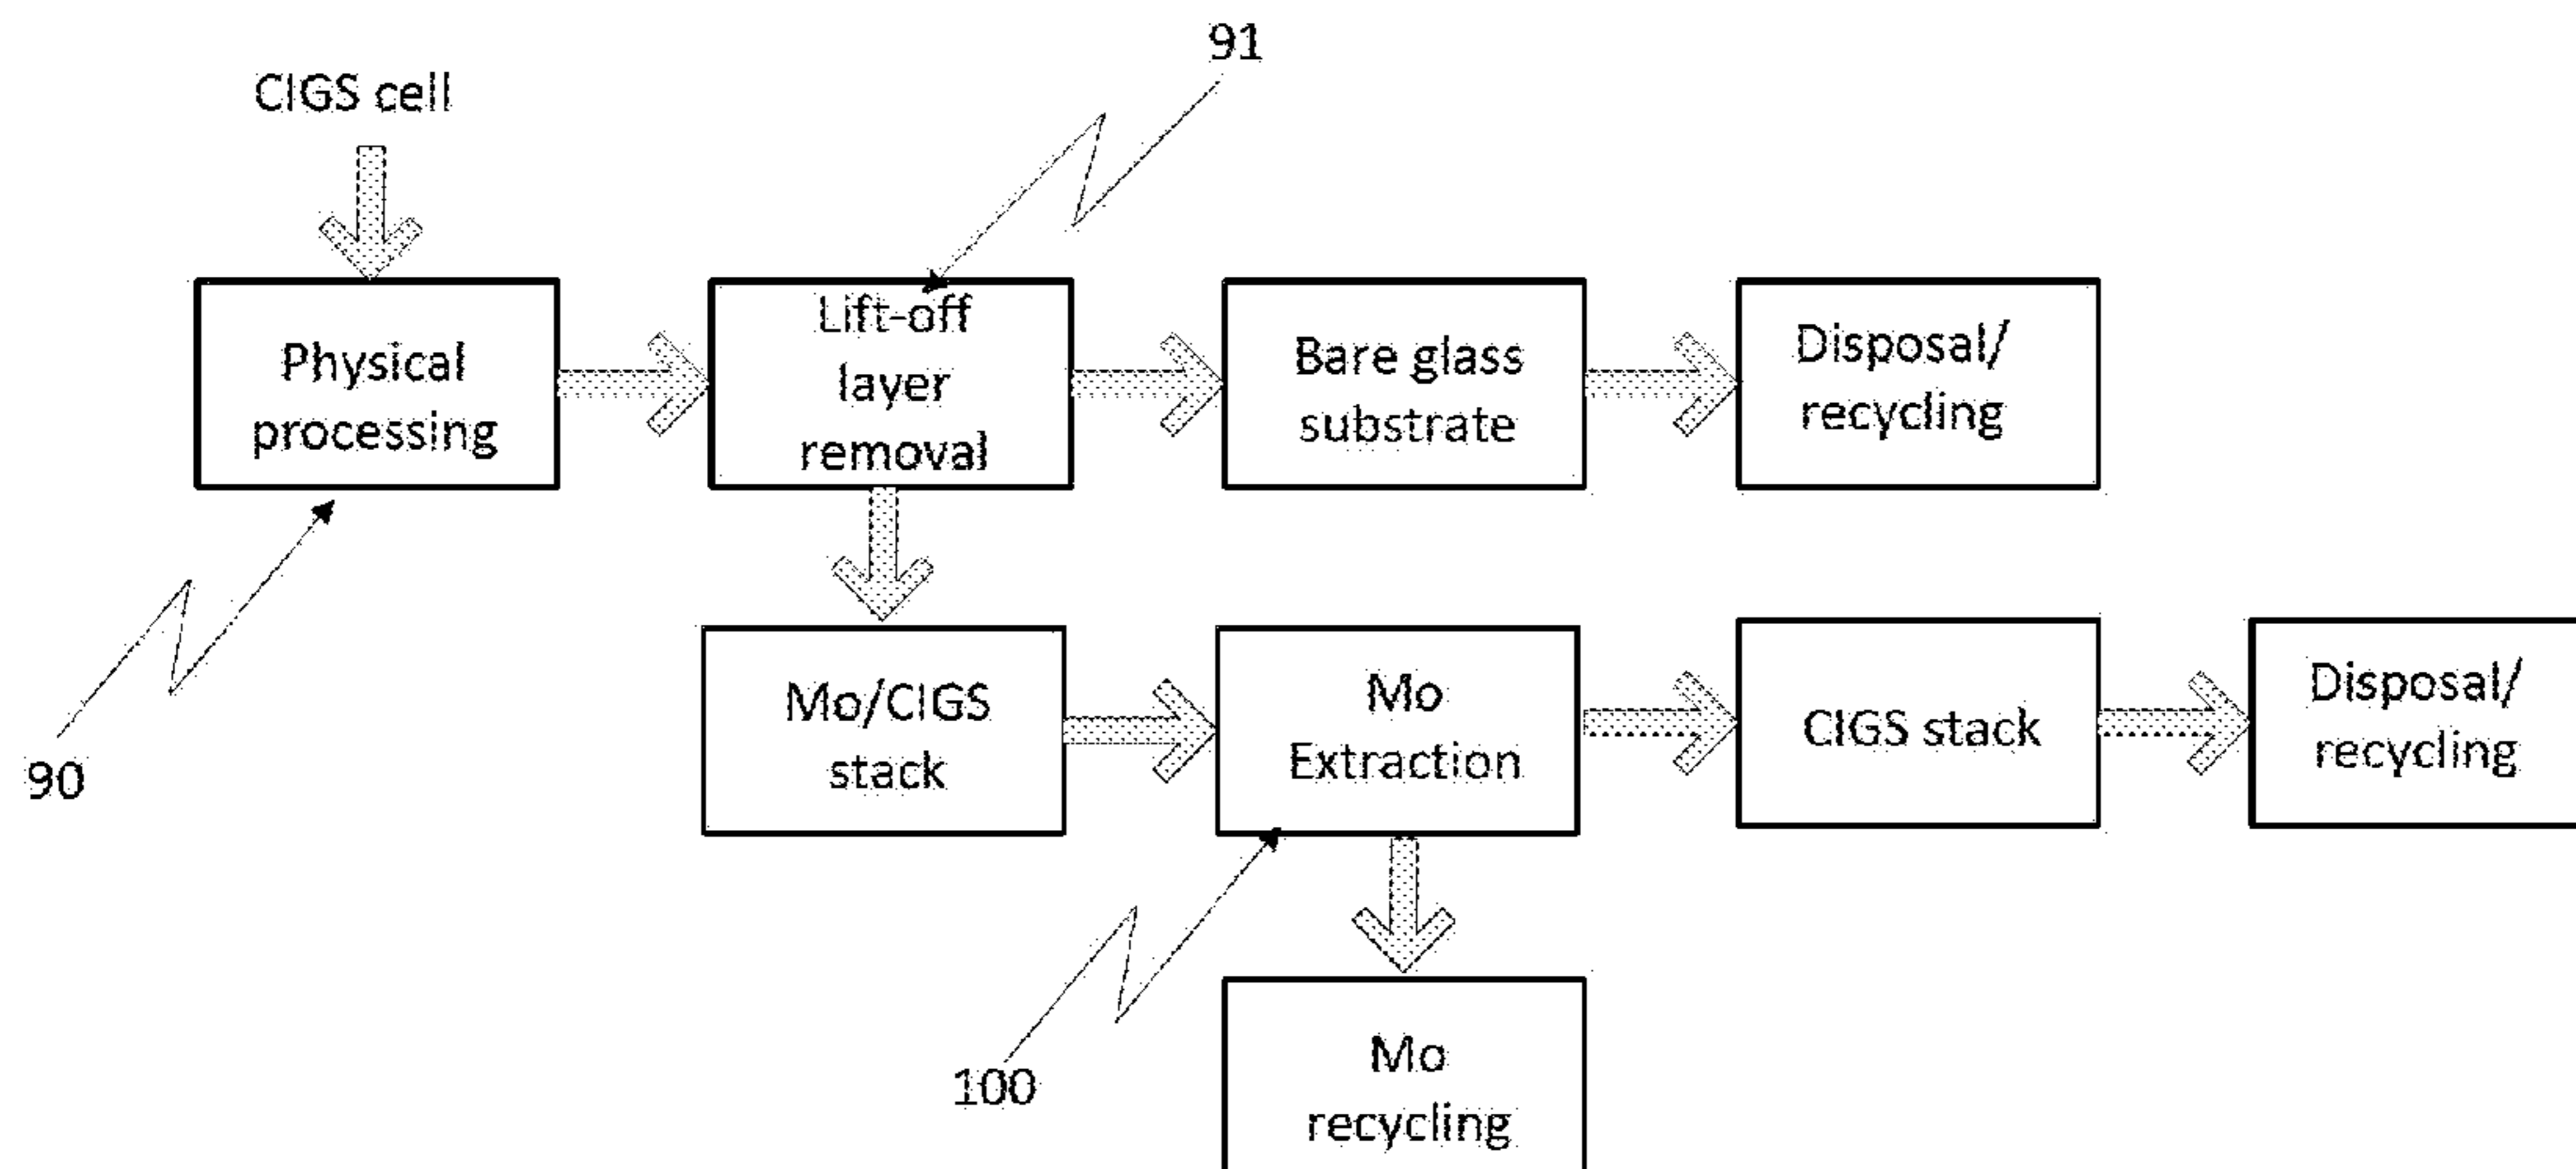 91
CIGS cell
Physical
processing
Lift-off
layer
removal
Bare glass
substrate
Disposal/
recycling
90
Mo/CIGS
stack
Mo
Extraction
CIGS stack
Disposal/
recycling
100
Mo
recycling